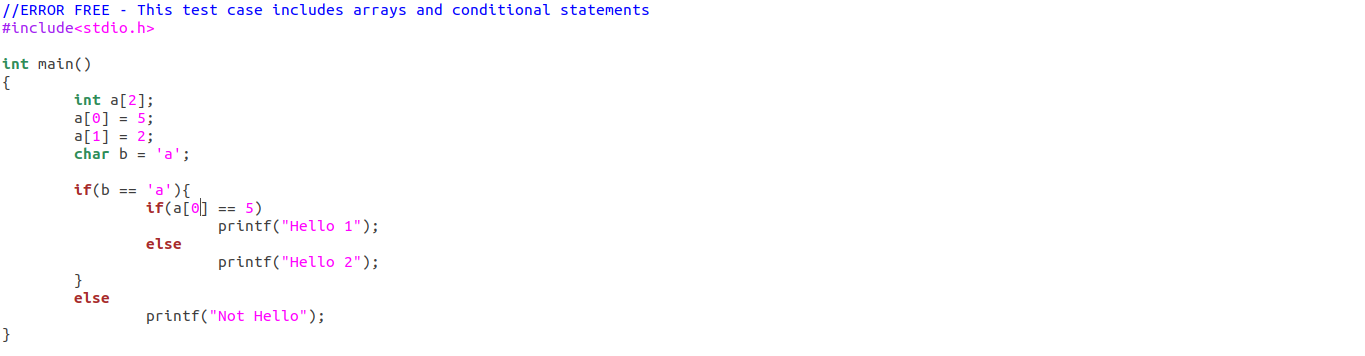 //ERROR FREE - This test case includes arrays and conditional statements
#include<stdio.h>

int main()
{
        int a[2];
        a[0] = 5;
        a[1] = 2;
        char b = 'a';

        if(b == 'a'){
                if(a[0] == 5)
                        printf("Hello 1");
                else
                        printf("Hello 2");
        }
        else
                printf("Not Hello");
}